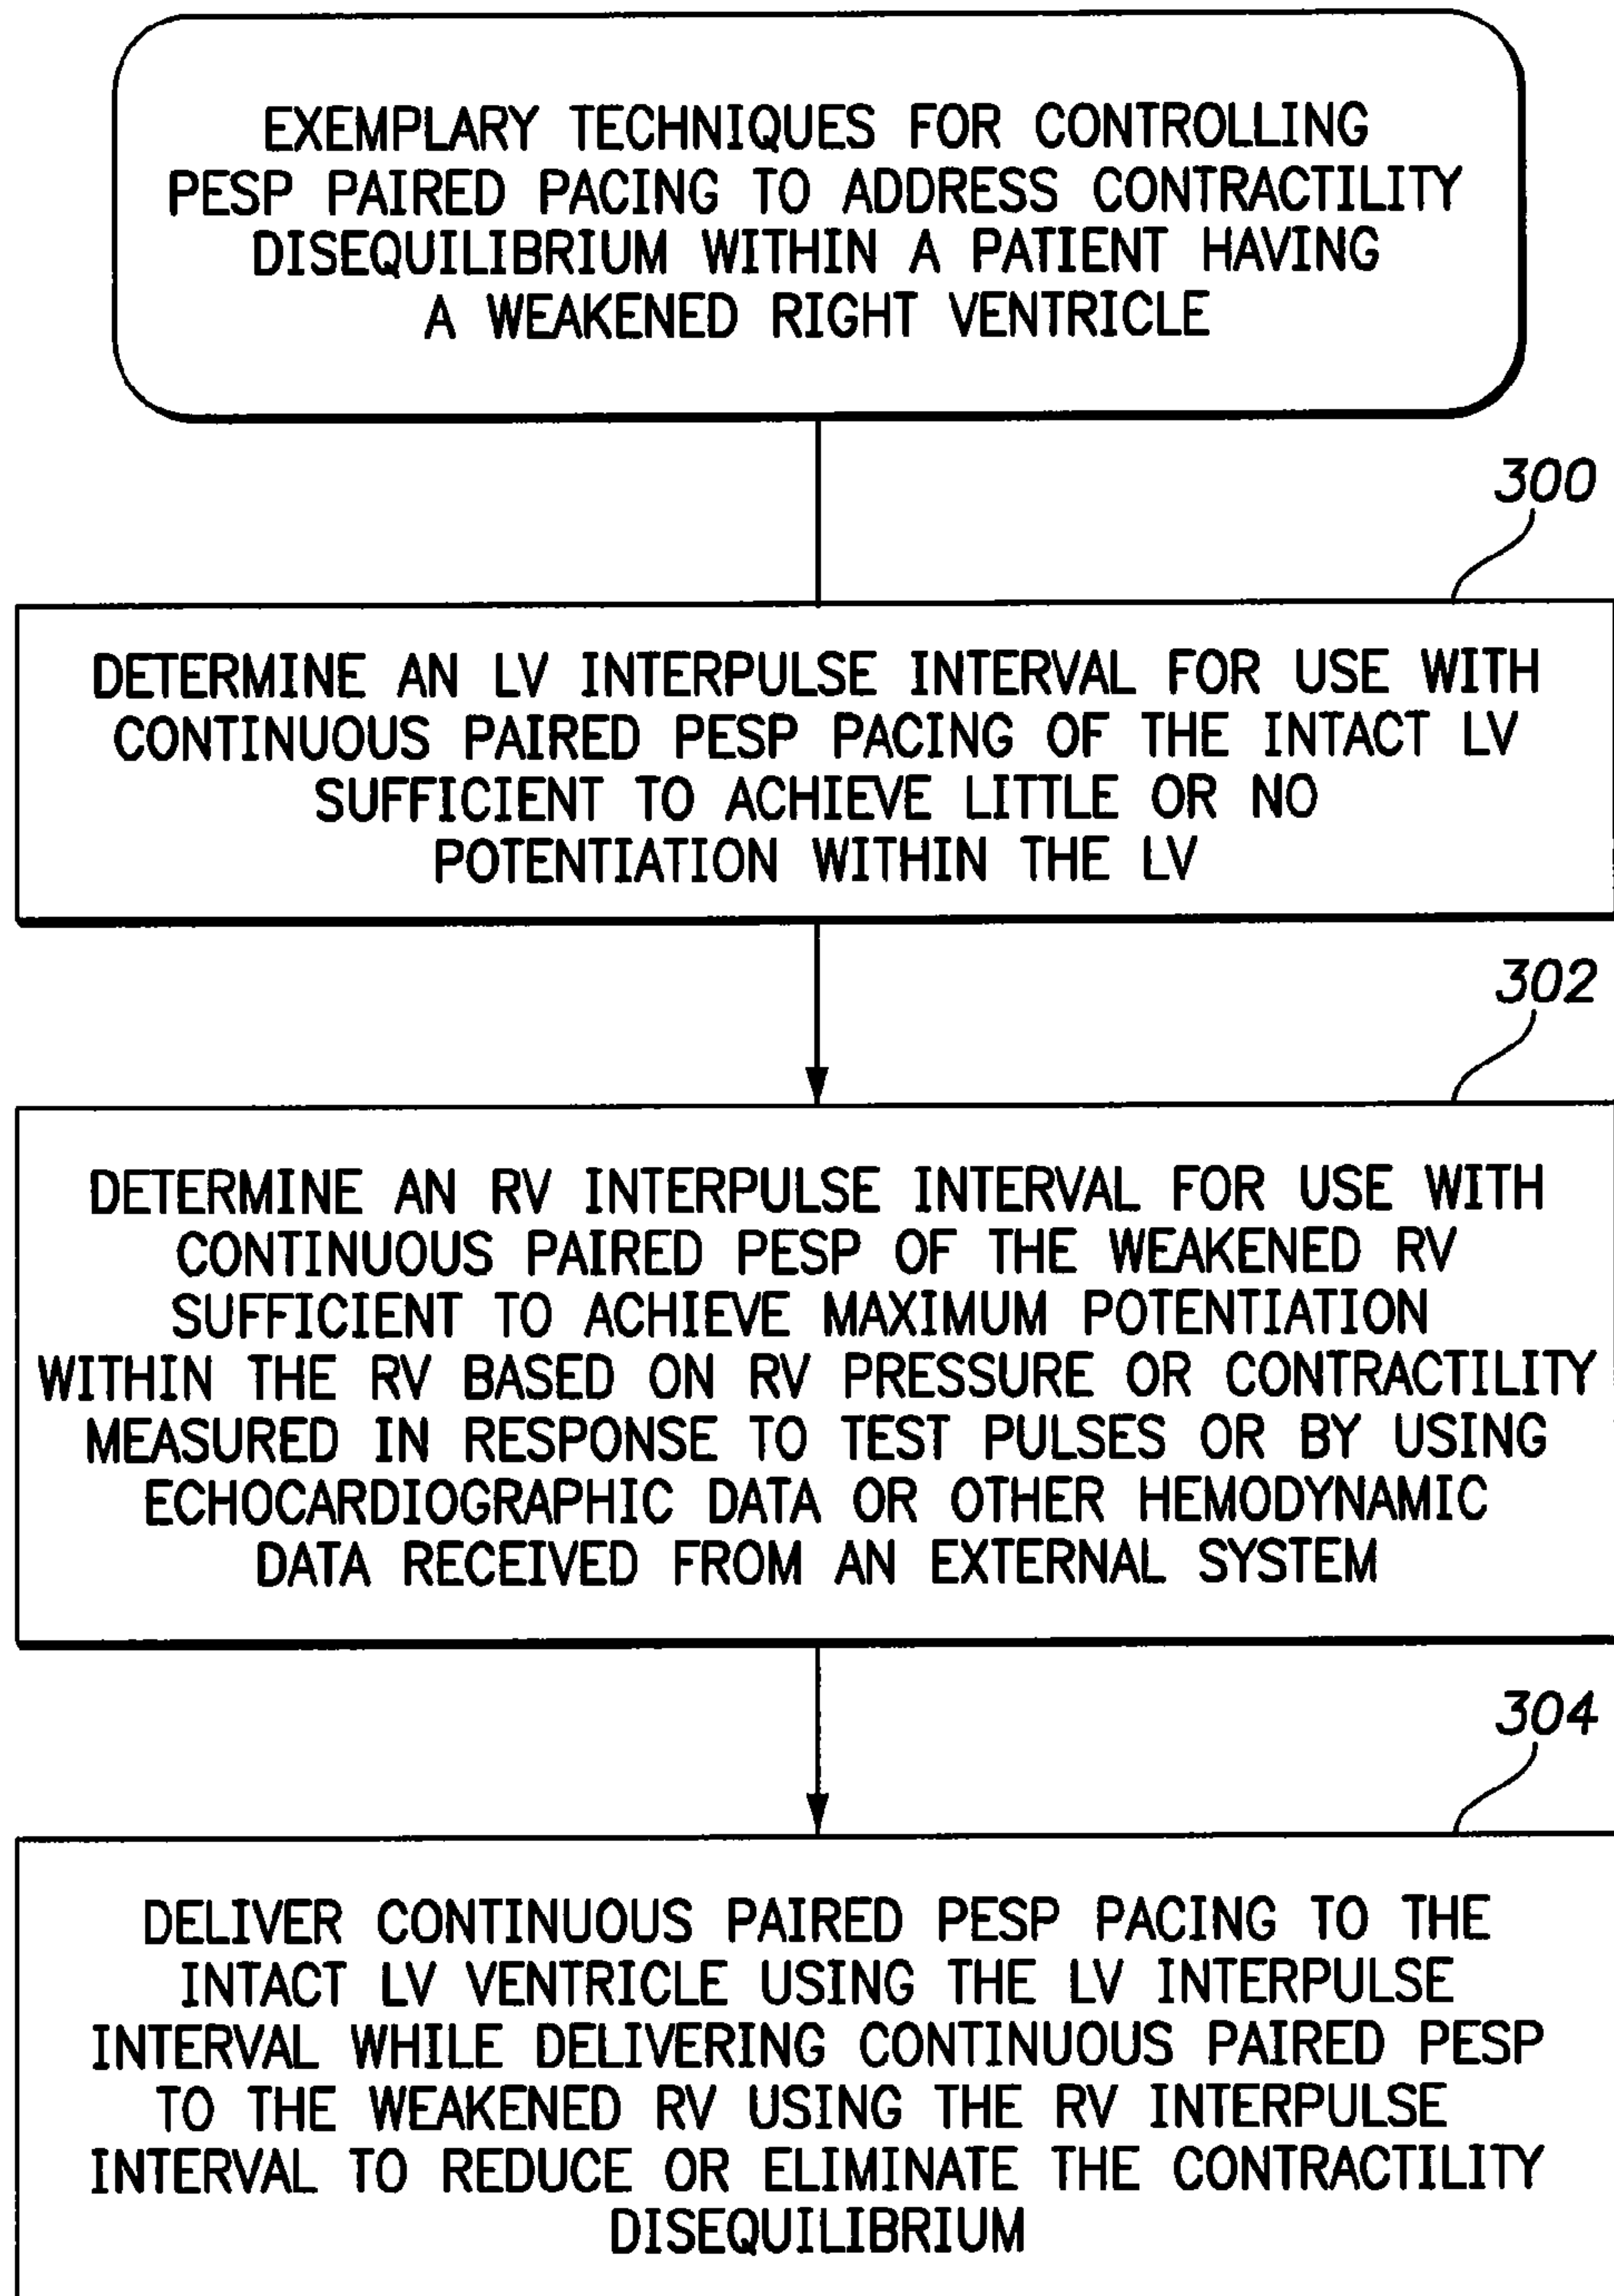 EXEMPLARY TECHNIQUES FOR CONTROLLING
PESP PAIRED PACING TO ADDRESS CONTRACTILITY
DISEQUILIBRIUM WITHIN A PATIENT HAVING
A WEAKENED RIGHT VENTRICLE
300
DETERMINE AN LV INTERPULSE INTERVAL FOR USE WITH
CONTINUOUS PAIRED PESP PACING OF THE INTACT LV
SUFFICIENT TO ACHIEVE LITTLE OR NO
POTENTIATION WITHIN THE LV
302
DETERMINE AN RV INTERPULSE INTERVAL FOR USE WITH
CONTINUOUS PAIRED PESP OF THE WEAKENED RV
SUFFICIENT TO ACHIEVE MAXIMUM POTENTIATION
WITHIN THE RV BASED ON RV PRESSURE OR CONTRACTILITY
MEASURED IN RESPONSE TO TEST PULSES OR BY USING
ECHOCARDIOGRAPHIC DATA OR OTHER HEMODYNAMIC
DATA RECEIVED FROM AN EXTERNAL SYSTEM
304
DELIVER CONTINUOUS PAIRED PESP PACING TO THE
INTACT LV VENTRICLE USING THE LV INTERPULSE
INTERVAL WHILE DELIVERING CONTINUOUS PAIRED PESP
TO THE WEAKENED RV USING THE RV INTERPULSE
INTERVAL TO REDUCE OR ELIMINATE THE CONTRACTILITY
DISEQUILIBRIUM